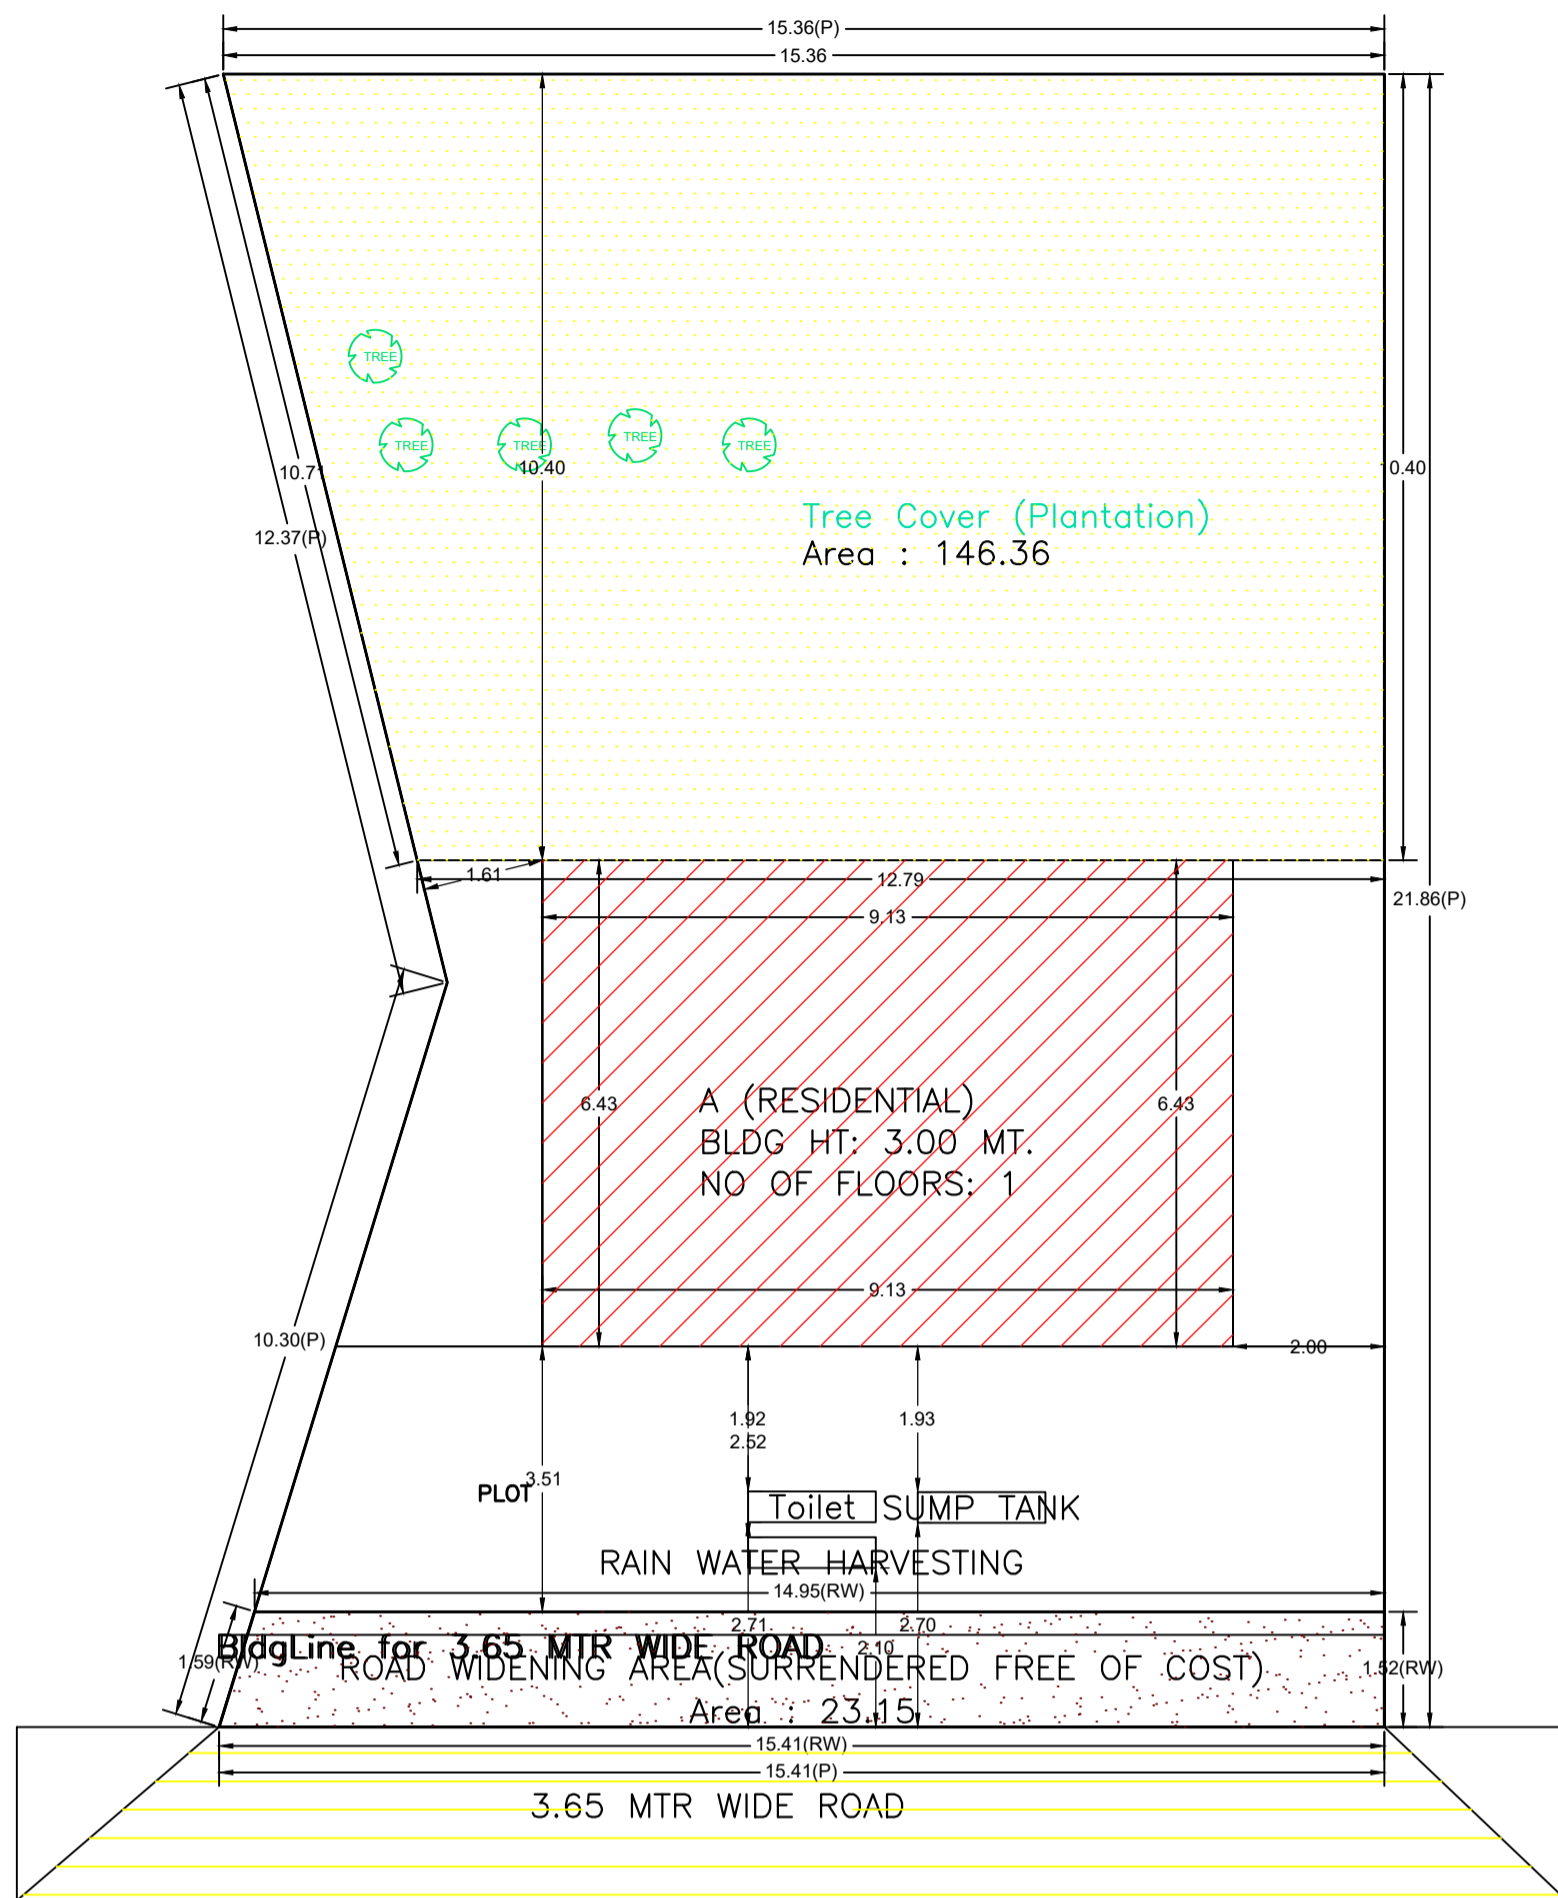 15.36(P)
15.36
TREE
TREE
TREE
TREE
TREE
10.71
10.40
0.40
Tree Cover (Plantation)
12.37(P)
Area : 146.36
1.61
12.79
21.86(P)
9.13
A (RESIDENTIAL)
6.43
6.43
BLDG HT: 3.00 MT.
NO OF FLOORS: 1
9.13
10.30(P)
2.00
1.92
1.93
2.52
3.51
PLOT
Toilet
SUMP TANK
RAIN WATER HARVESTING
14.95(RW)
2.71
2.70
BldgLine for 3.65 MTR WIDE ROAD
2.10
1.59(RW)
ROAD WIDENING AREA(SURRENDERED FREE OF COST)
1.52(RW)
Area : 23.15
15.41(RW)
15.41(P)
3.65 MTR WIDE ROAD